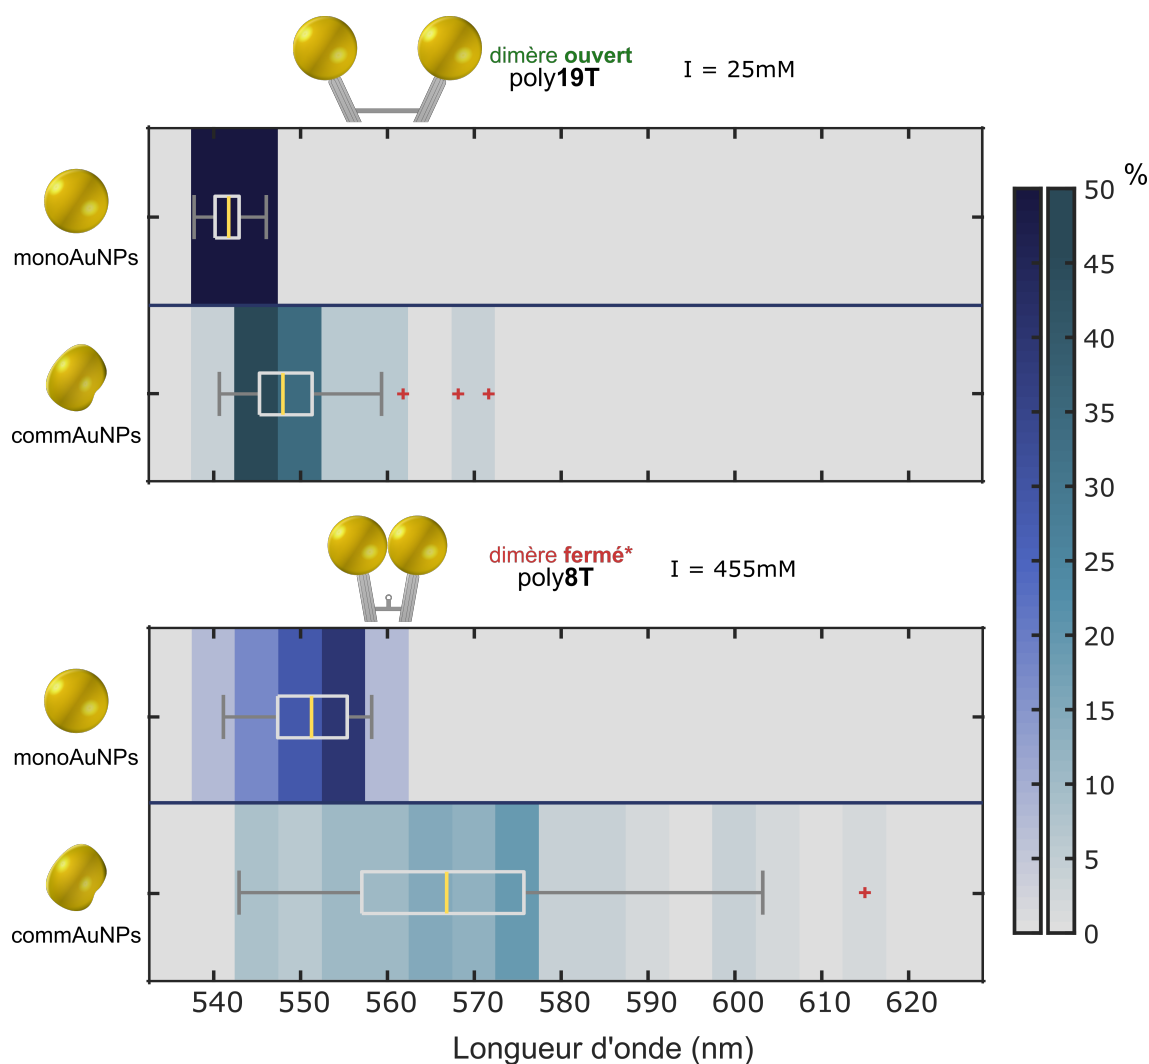 dimère ouvert
poly19T
I = 25mM
monoAuNPs
commAuNPs
dimère fermé*
poly8T
I = 455mM
monoAuNPs
commAuNPs
540 550 560 570 580 590 600 610 620
Longueur d'onde (nm)
%
50
45
40
35
30
25
20
15
10
5
0